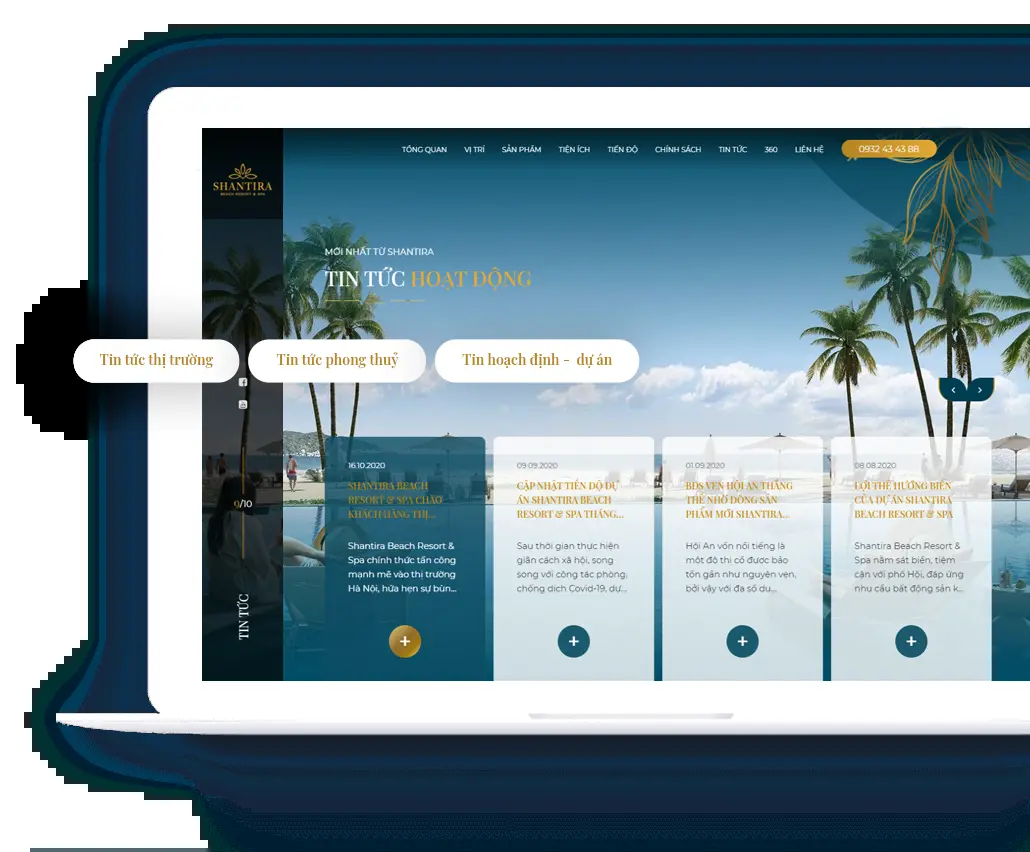 TỔNG QUAN VỊ TRÍ SẢN PHẨM TIỆN ÍCH TIẾN ĐỘ CHÍNH SÁCH TIN TỨC 360 LIÊN HỆ 0932 43 43 88
SHANTIRA
BEACH RESORT & SPA
MỚI NHẤT TỪ SHANTIRA
TIN TỨC HOẠT ĐỘNG
Tin tức thị trường
Tin tức phong thuỷ
Tin hoạch định - dự án
9/10
TIN TỨC
16.10.2020
SHANTIRA BEACH
RESORT & SPA CHÀO
KHÁCH HÀNG THỊ...
Shantira Beach Resort &
Spa chính thức tấn công
mạnh mẽ vào thị trường
Hà Nội, hứa hẹn sự bùn...
+
09.09.2020
CẬP NHẬT TIẾN ĐỘ DỰ
ÁN SHANTIRA BEACH
RESORT & SPA THÁNG...
Sau thời gian thực hiện
giãn cách xã hội, song
song với công tác phòng,
chống dịch Covid-19, dự...
+
01.09.2020
BĐS VEN HỘI AN THĂNG
THẾ NHỜ DÒNG SẢN
PHẨM MỚI SHANTIRA...
Hội An vốn nổi tiếng là
một đô thị cổ được bảo
tồn gần như nguyên vẹn,
bởi vậy với đa số du...
+
08.08.2020
LỢI THẾ HƯỚNG BIỂN
CỦA DỰ ÁN SHANTIRA
BEACH RESORT & SPA
Shantira Beach Resort &
Spa nằm sát biển, tiệm
cận với phố Hội, đáp ứng
nhu cầu bất động sản k...
+